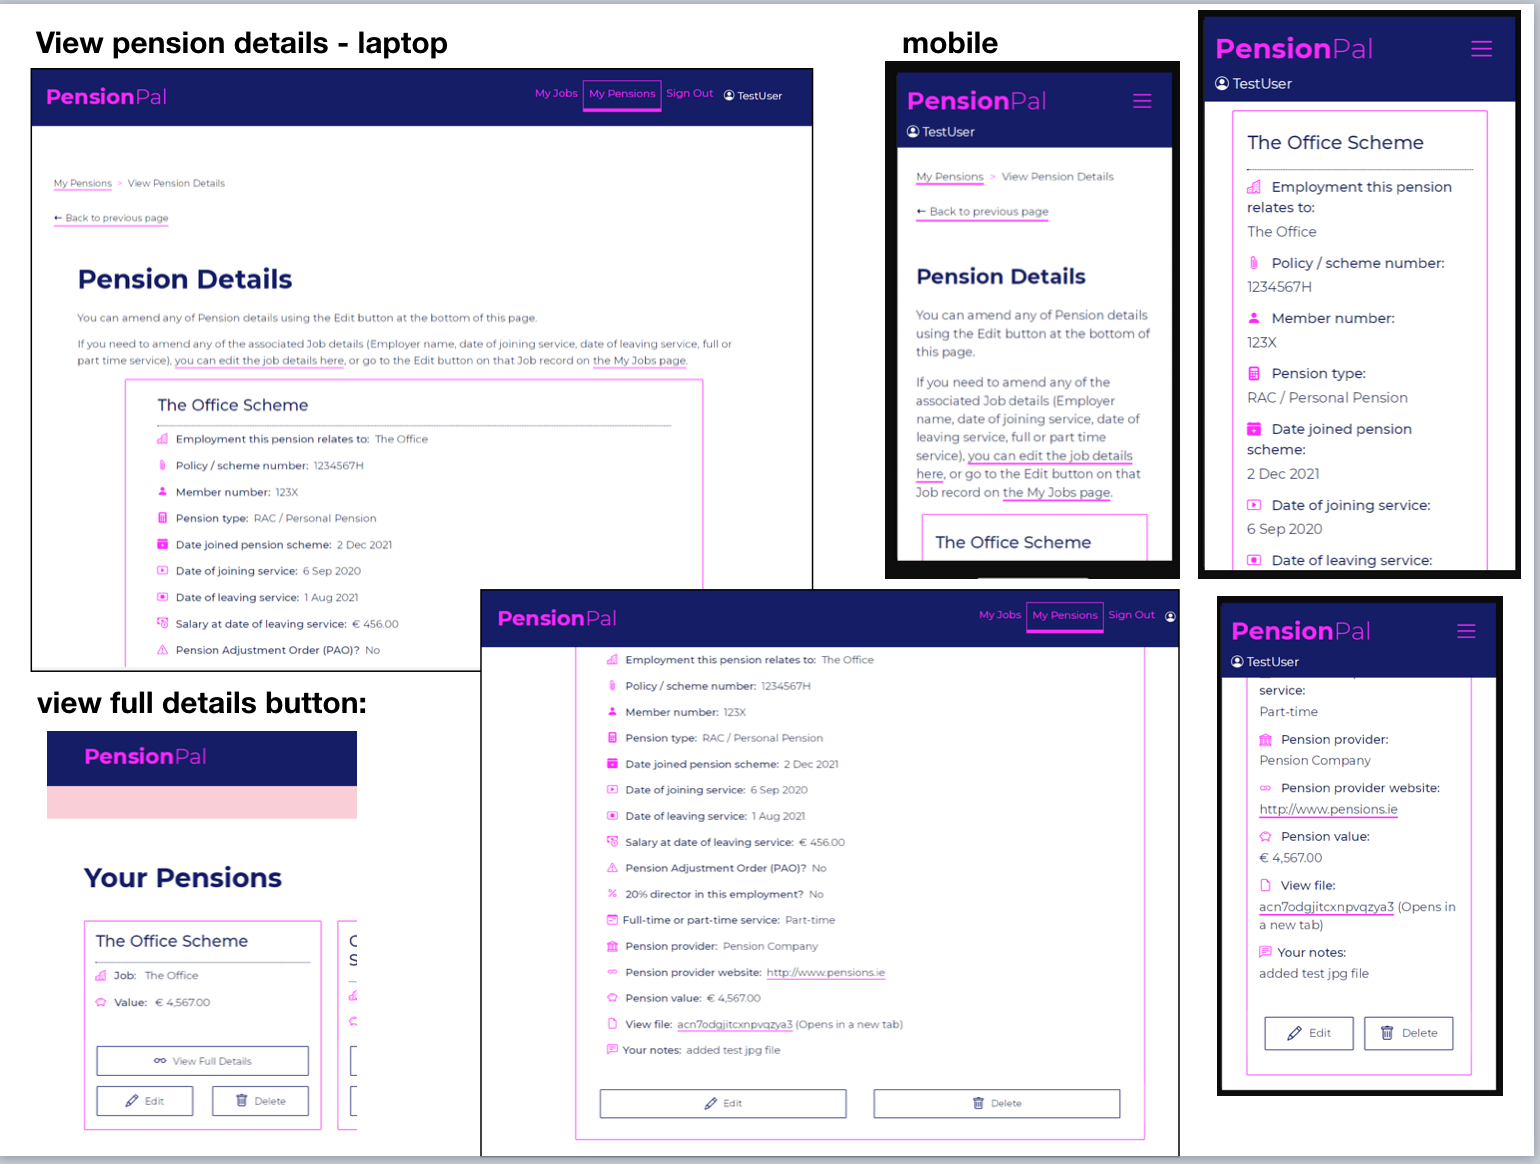 View pension details - laptop
PensionPal
My Jobs My Pensions Sign Out TestUser
My Pensions > View Pension Details
← Back to previous page
Pension Details
You can amend any of Pension details using the Edit button at the bottom of this page.
If you need to amend any of the associated Job details (Employer name, date of joining service, date of leaving service, full or
part time service), you can edit the job details here, or go to the Edit button on that Job record on the My Jobs page.
The Office Scheme
Employment this pension relates to: The Office
Policy / scheme number: 1234567H
Member number: 123X
Pension type: RAC / Personal Pension
Date joined pension scheme: 2 Dec 2021
Date of joining service: 6 Sep 2020
Date of leaving service: 1 Aug 2021
Salary at date of leaving service: € 456.00
Pension Adjustment Order (PAO)? No
mobile
PensionPal
TestUser
My Pensions > View Pension Details
← Back to previous page
Pension Details
You can amend any of Pension details
using the Edit button at the bottom of
this page.
If you need to amend any of the
associated Job details (Employer
name, date of joining service, date of
leaving service, full or part time
service), you can edit the job details
here, or go to the Edit button on that
Job record on the My Jobs page.
The Office Scheme
PensionPal
TestUser
The Office Scheme
Employment this pension
relates to:
The Office
Policy / scheme number:
1234567H
Member number:
123X
Pension type:
RAC / Personal Pension
Date joined pension
scheme:
2 Dec 2021
Date of joining service:
6 Sep 2020
Date of leaving service:
view full details button:
PensionPal
Your Pensions
The Office Scheme
Job: The Office
Value: € 4,567.00
View Full Details
Edit Delete
C
S
PensionPal
My Jobs My Pensions Sign Out
Employment this pension relates to: The Office
Policy / scheme number: 1234567H
Member number: 123X
Pension type: RAC / Personal Pension
Date joined pension scheme: 2 Dec 2021
Date of joining service: 6 Sep 2020
Date of leaving service: 1 Aug 2021
Salary at date of leaving service: € 456.00
Pension Adjustment Order (PAO)? No
20% director in this employment? No
Full-time or part-time service: Part-time
Pension provider: Pension Company
Pension provider website: http://www.pensions.ie
Pension value: € 4,567.00
View file: acn7odgjitcxnpvqzya3 (Opens in a new tab)
Your notes: added test jpg file
Edit Delete
PensionPal
TestUser
service:
Part-time
Pension provider:
Pension Company
Pension provider website:
http://www.pensions.ie
Pension value:
€ 4,567.00
View file:
acn7odgjitcxnpvqzya3 (Opens in
a new tab)
Your notes:
added test jpg file
Edit Delete